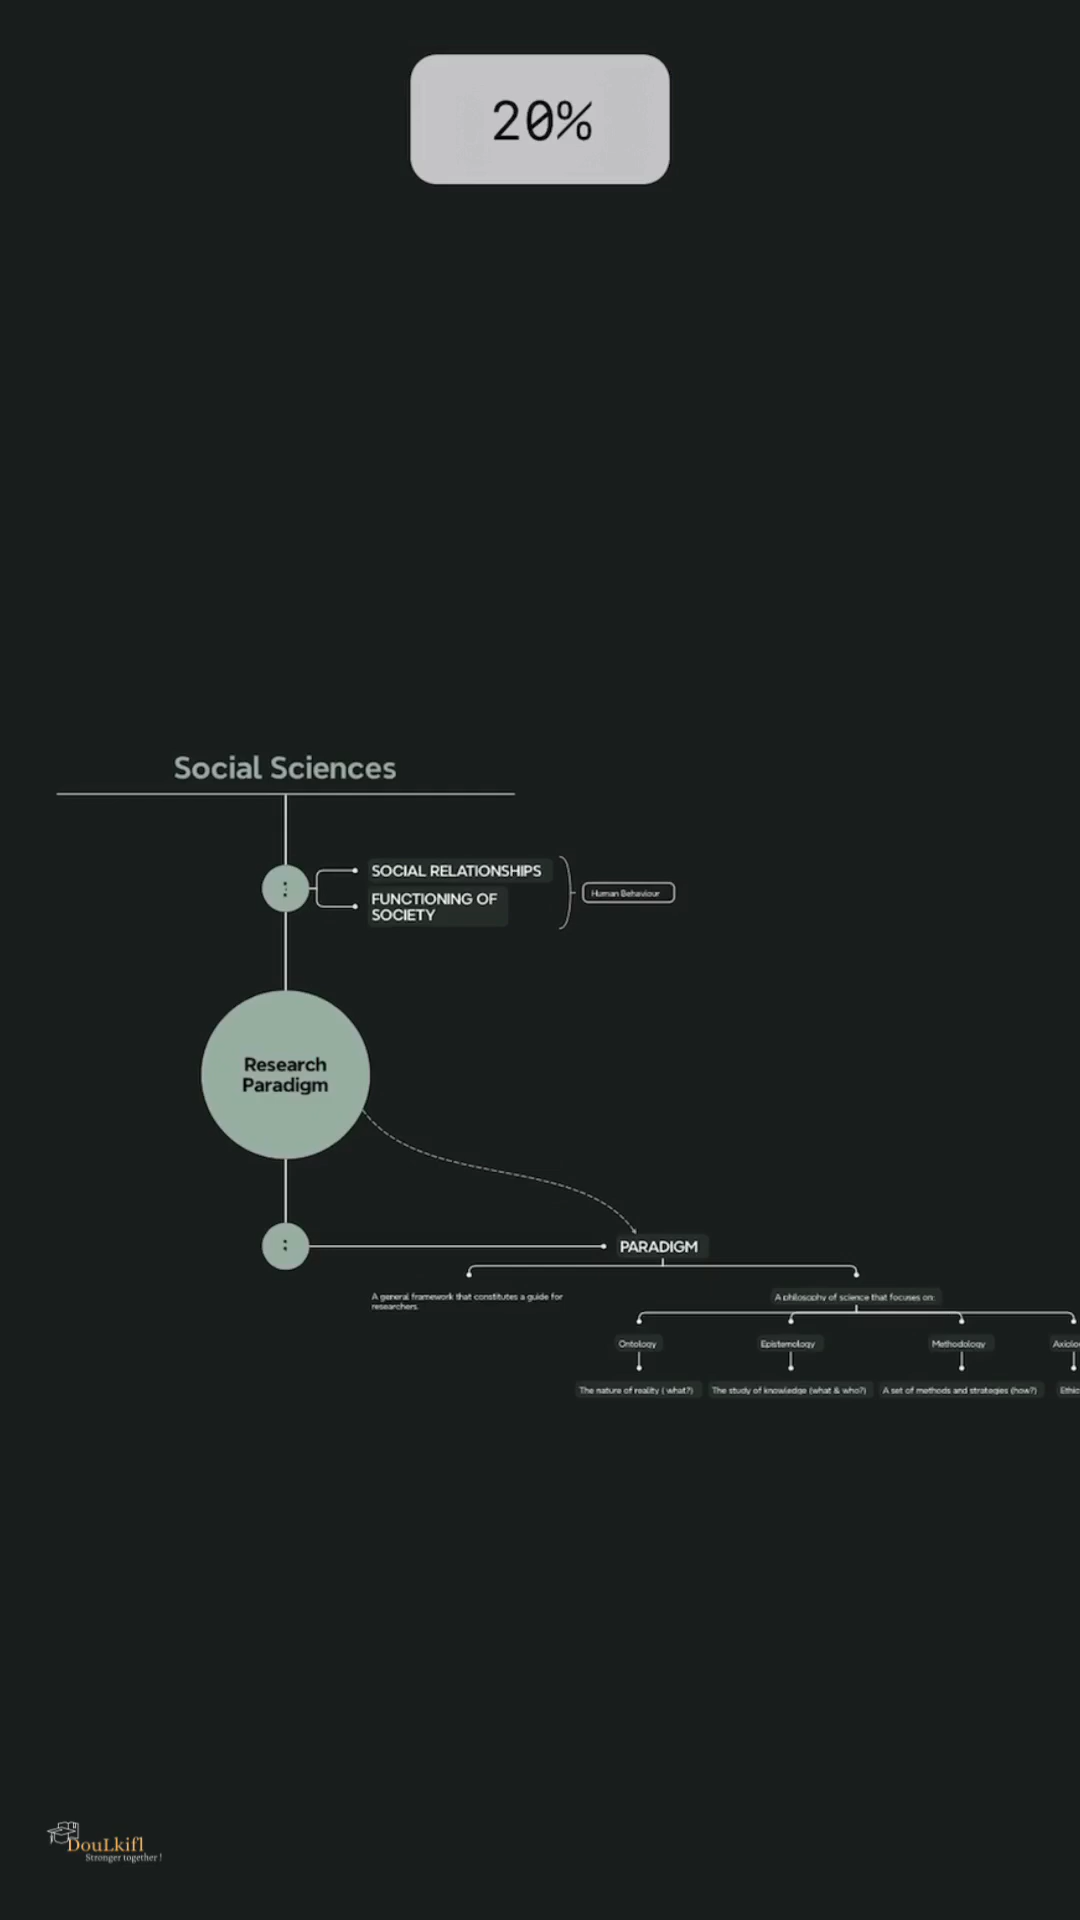 20%
Social Sciences
SOCIAL RELATIONSHIPS
FUNCTIONING OF
SOCIETY
Human Behaviour
Research
Paradigm
PARADIGM
A general framework that constitutes a guide for
researchers.
A philosophy of science that focuses on:
Ontology
Epistemology
Methodology
The nature of reality ( what?)
The study of knowledge (what & who?)
A set of methods and strategies (how?)
DouLkifl
Stronger together !